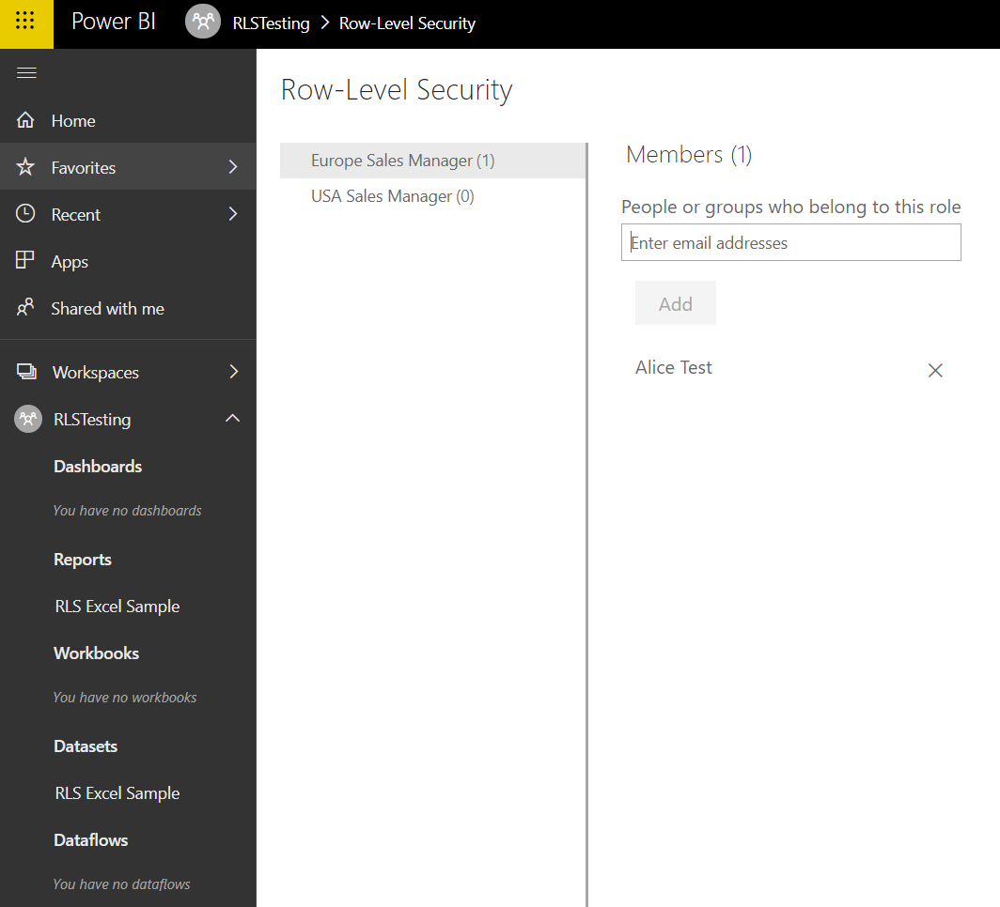 Power BI
RLSTesting > Row-Level Security
Home
Favorites
Recent
Apps
Shared with me
Workspaces
RLSTesting
Dashboards
You have no dashboards
Reports
RLS Excel Sample
Workbooks
You have no workbooks
Datasets
RLS Excel Sample
Dataflows
You have no dataflows
Row-Level Security
Europe Sales Manager (1)
USA Sales Manager (0)
Members (1)
People or groups who belong to this role
Enter email addresses
Add
Alice Test